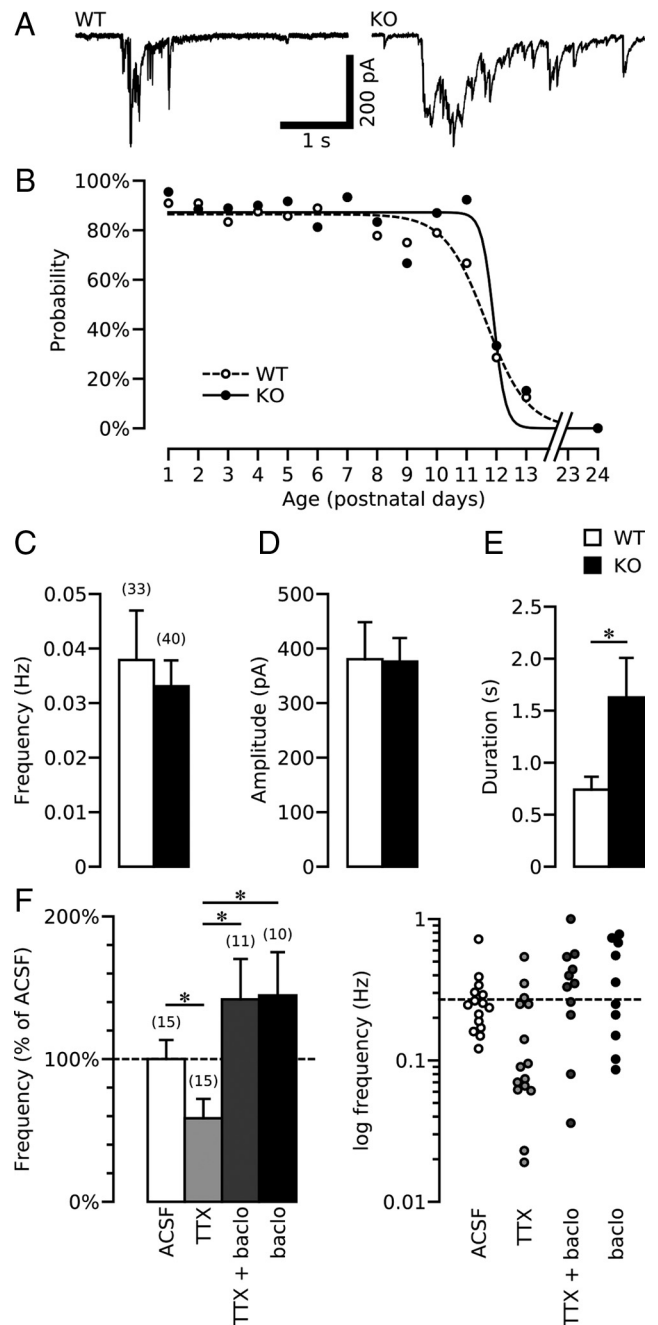 A
WT
KO
200 pA
1 s
B
100%
80%
60%
40%
20%
0%
Probability
WT
KO
1 2 3 4 5 6 7 8 9 10 11 12 13 23 24
Age (postnatal days)
C
D
E
WT
KO
0.05
0.04
0.03
0.02
0.01
0
Frequency (Hz)
(33)
(40)
500
400
300
200
100
0
Amplitude (pA)
2.5
2.0
1.5
1.0
0.5
0
Duration (s)
*
F
200%
100%
0%
Frequency (% of ACSF)
(15)
*
(15)
*
(11)
*
(10)
ACSF
TTX
TTX + baclo
baclo
1
0.1
0.01
log frequency (Hz)
ACSF
TTX
TTX + baclo
baclo